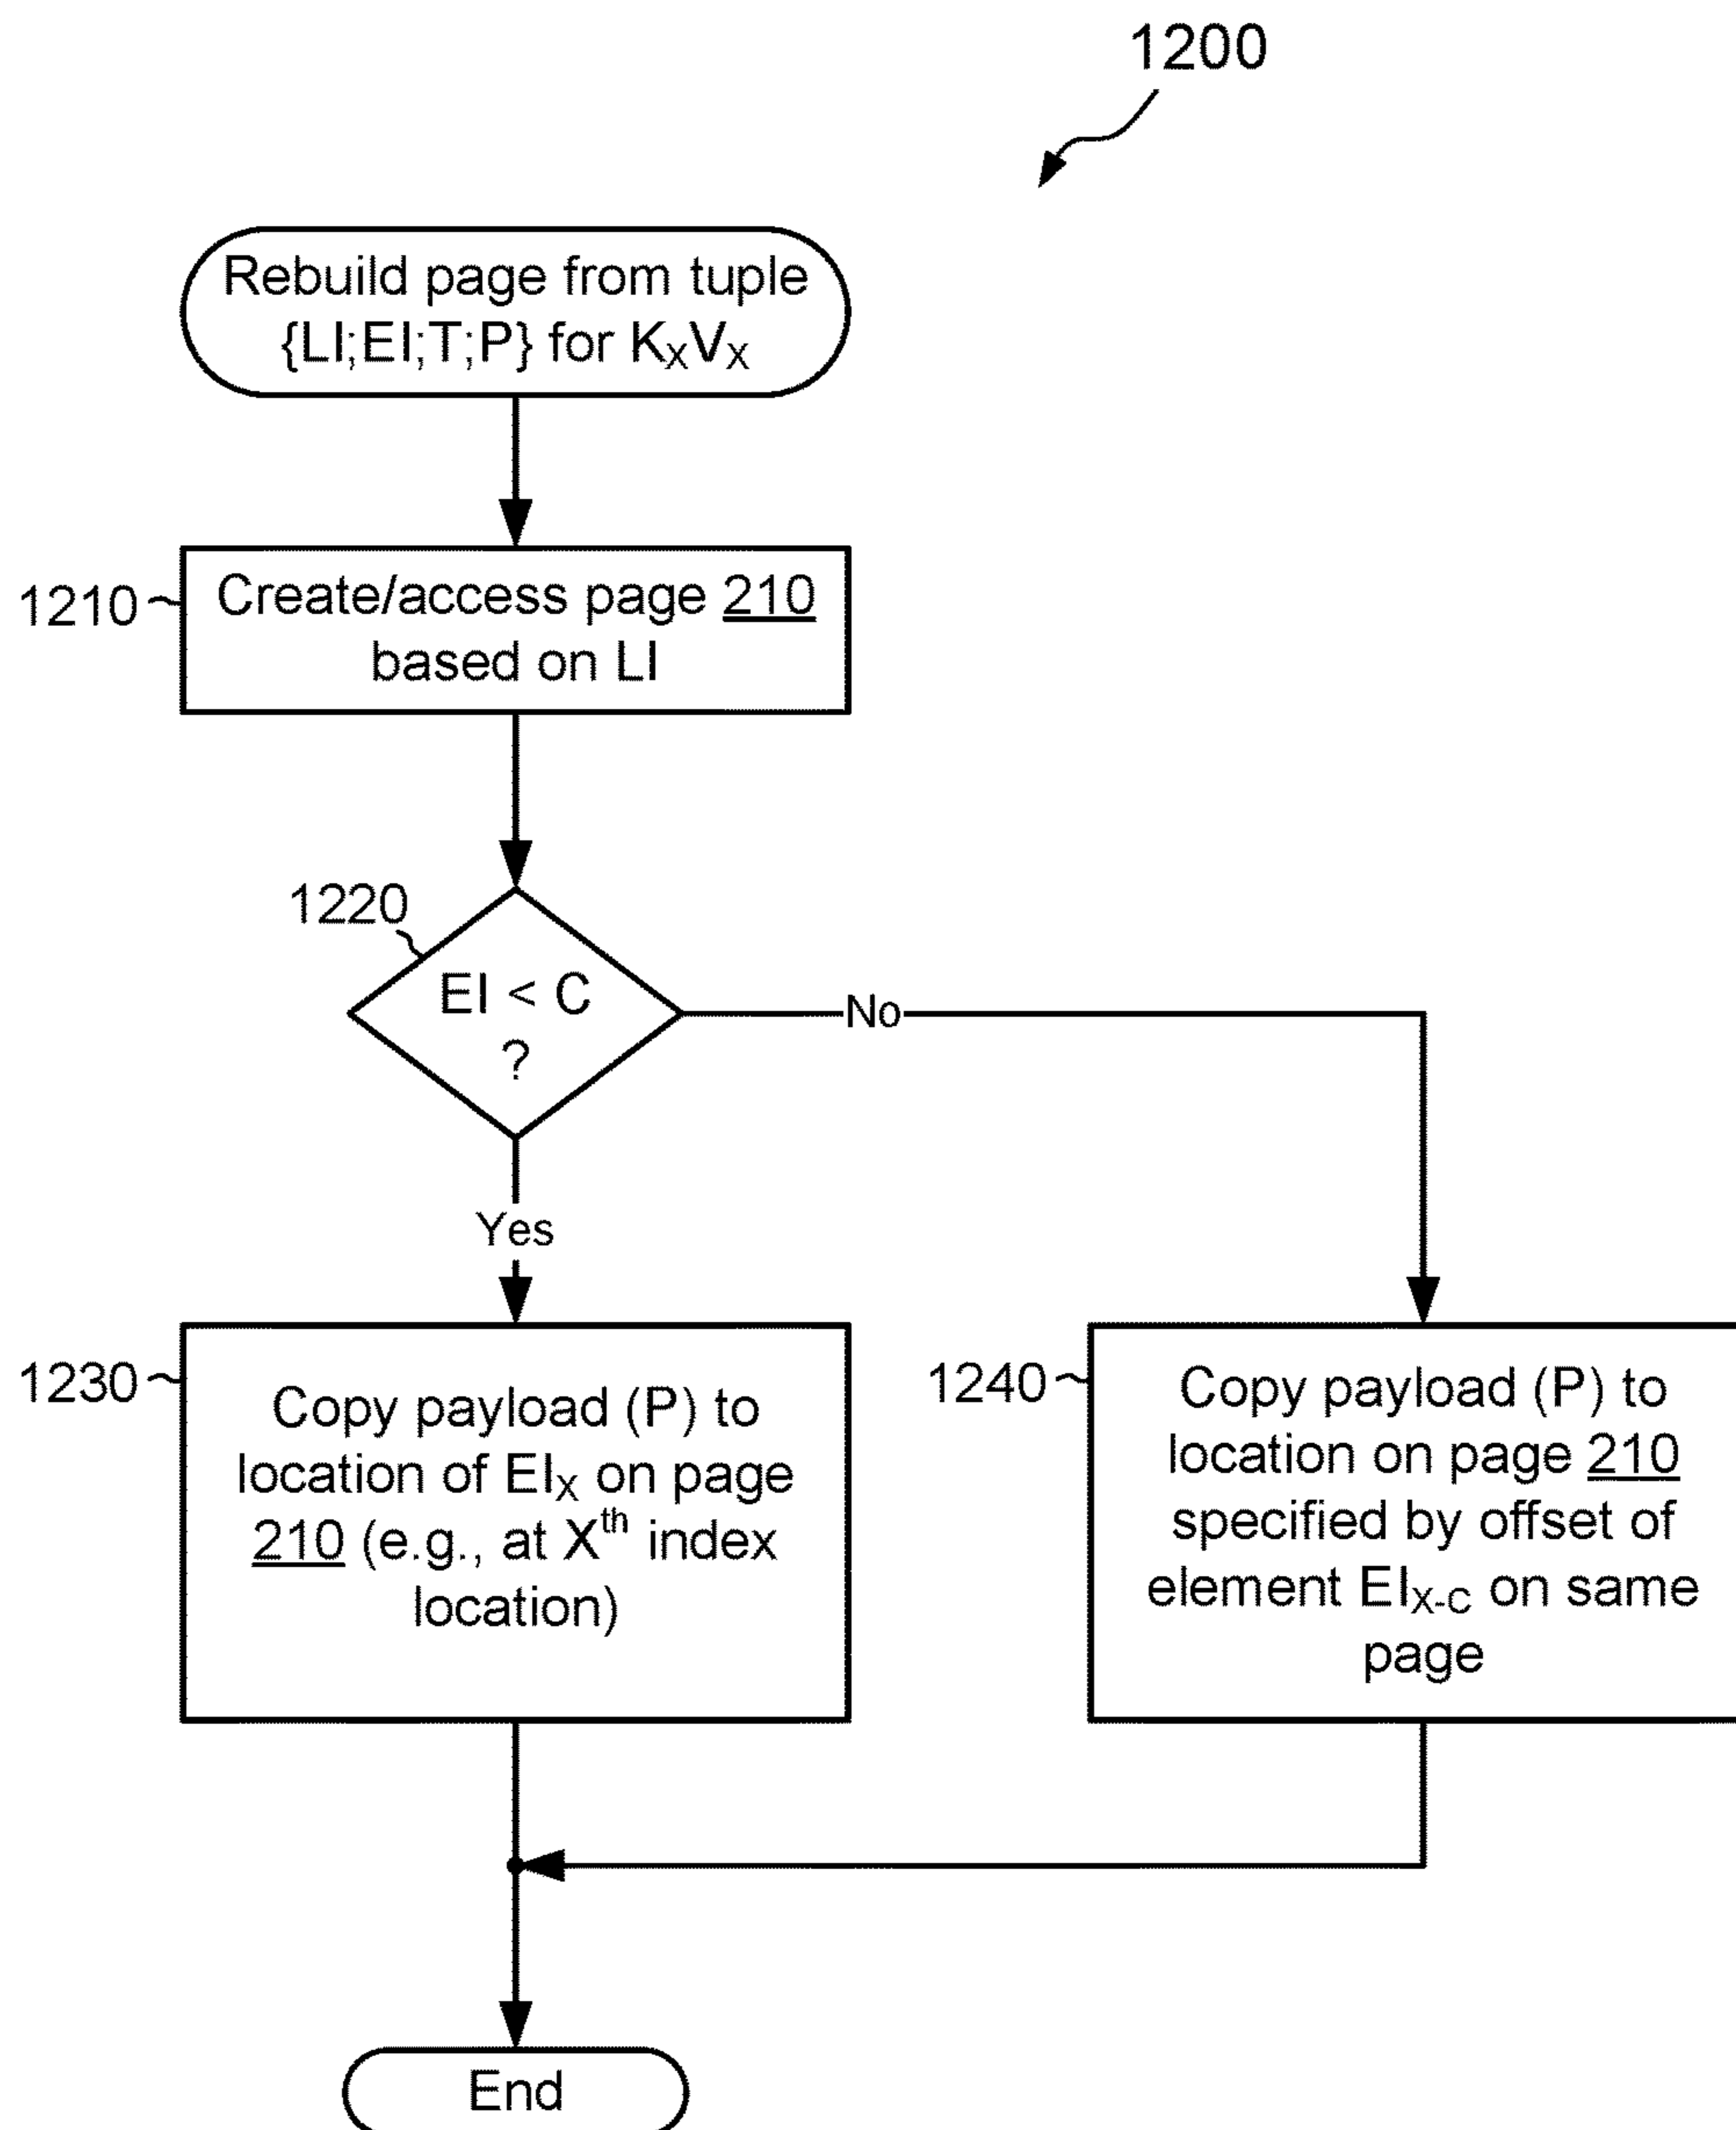 1200
Rebuild page from tuple
{LI;EI;T;P} for KXVX
1210
Create/access page 210
based on LI
1220
EI < C
?
No
Yes
1230
Copy payload (P) to
location of EIX on page
210 (e.g., at Xth index
location)
1240
Copy payload (P) to
location on page 210
specified by offset of
element EIX-C on same
page
End